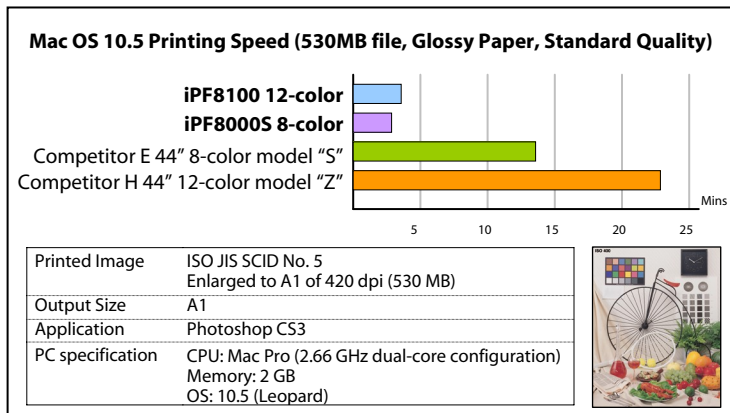 Mac OS 10.5 Printing Speed (530MB file, Glossy Paper, Standard Quality)
iPF8100 12-color
iPF8000S 8-color
Competitor E 44” 8-color model “S”
Competitor H 44” 12-color model “Z”
Mins
5 10 15 20 25
Printed Image ISO JIS SCID No. 5
Enlarged to A1 of 420 dpi (530 MB)
Output Size A1
Application Photoshop CS3
PC specification CPU: Mac Pro (2.66 GHz dual-core configuration)
Memory: 2 GB
OS: 10.5 (Leopard)
ISO 400